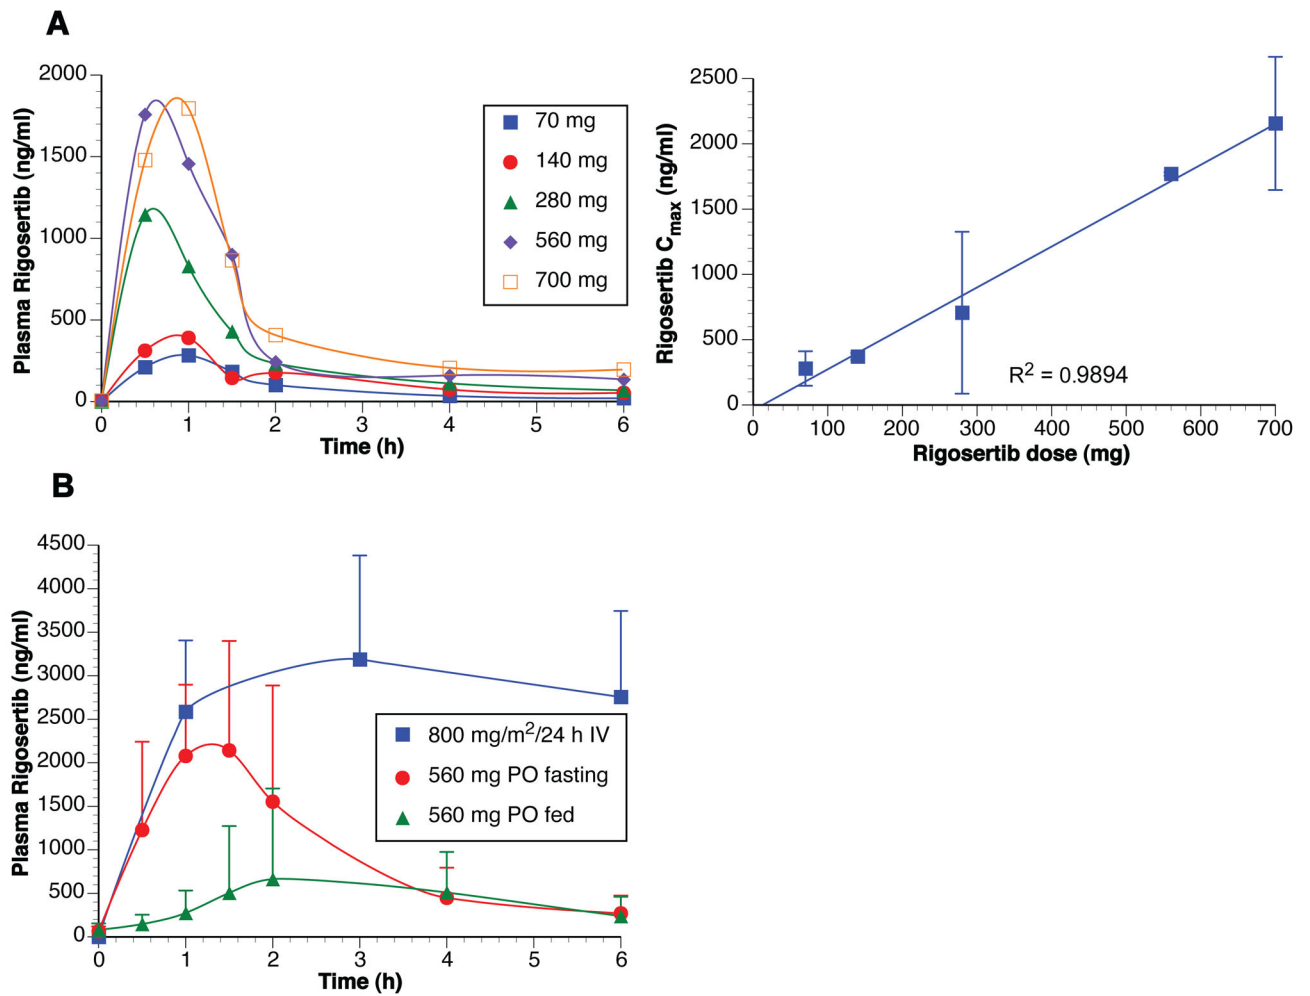 A
Plasma Rigosertib (ng/ml)
2000
1500
1000
500
0
0 1 2 3 4 5 6
Time (h)
70 mg
140 mg
280 mg
560 mg
700 mg
Rigosertib Cmax (ng/ml)
2500
2000
1500
1000
500
0
R2 = 0.9894
0 100 200 300 400 500 600 700
Rigosertib dose (mg)
B
Plasma Rigosertib (ng/ml)
4500
4000
3500
3000
2500
2000
1500
1000
500
0
800 mg/m2/24 h IV
560 mg PO fasting
560 mg PO fed
0 1 2 3 4 5 6
Time (h)